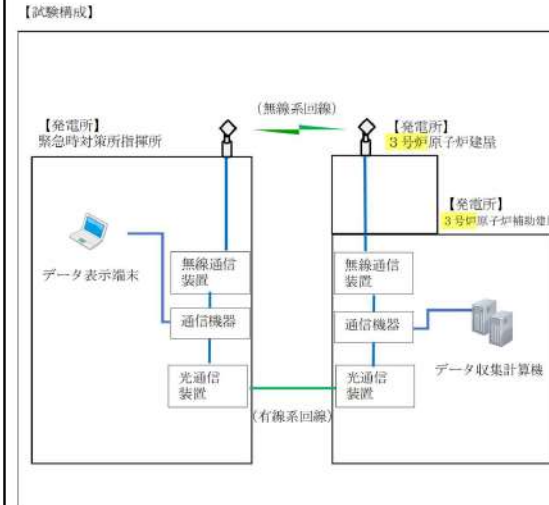 【試験構成】
(無線系回線)
【発電所】
緊急時対策所指揮所
【発電所】
3号炉原子炉建屋
【発電所】
3号炉原子炉補助建
データ表示端末
無線通信
装置
通信機器
光通信
装置
無線通信
装置
通信機器
光通信
装置
データ収集計算機
(有線系回線)